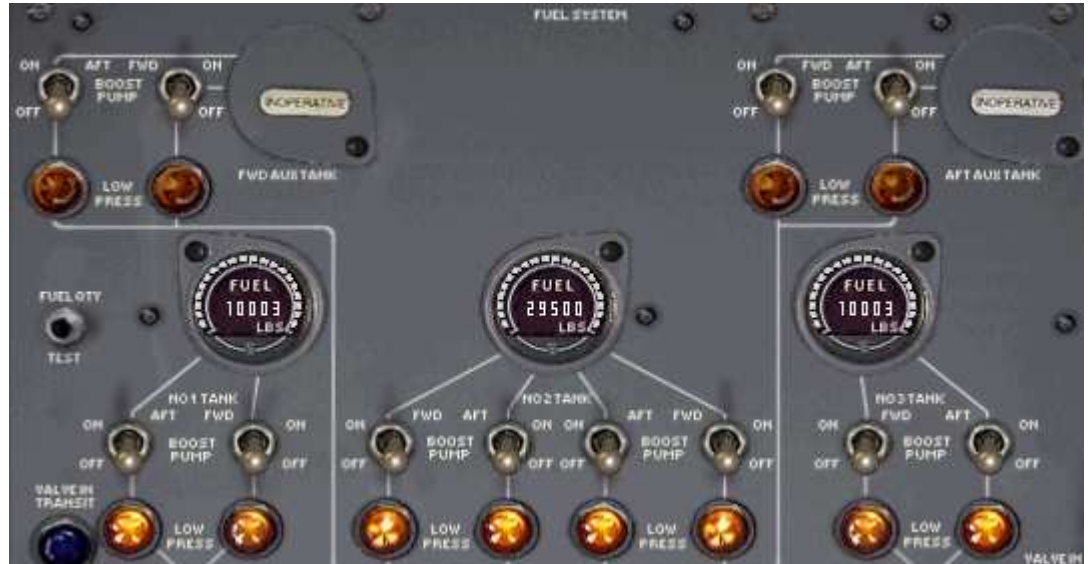 FUEL SYSTEM
ON AFT FWD ON
BOOST
PUMP
OFF OFF
INOPERATIVE
LOW
PRESS
FWD AUX TANK
ON FWD AFT ON
BOOST
PUMP
OFF OFF
INOPERATIVE
LOW
PRESS
AFT AUX TANK
FUEL QTY
TEST
FUEL
10003
LBS
FUEL
29500
LBS
FUEL
10003
LBS
NO 1 TANK
ON AFT FWD ON
BOOST
PUMP
OFF OFF
NO 2 TANK
ON FWD AFT ON ON AFT FWD ON
BOOST
PUMP
BOOST
PUMP
OFF OFF OFF OFF
NO 3 TANK
ON FWD AFT ON
BOOST
PUMP
OFF OFF
VALVE IN
TRANSIT
LOW
PRESS
LOW
PRESS
LOW
PRESS
LOW
PRESS
VALVE IN